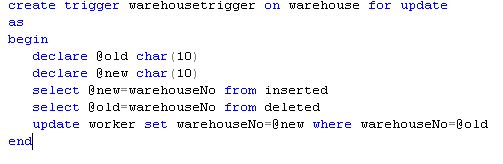 create trigger warehousetrigger on warehouse for update
as
begin
   declare @old char(10)
   declare @new char(10)
   select @new=warehouseNo from inserted
   select @old=warehouseNo from deleted
   update worker set warehouseNo=@new where warehouseNo=@old
end